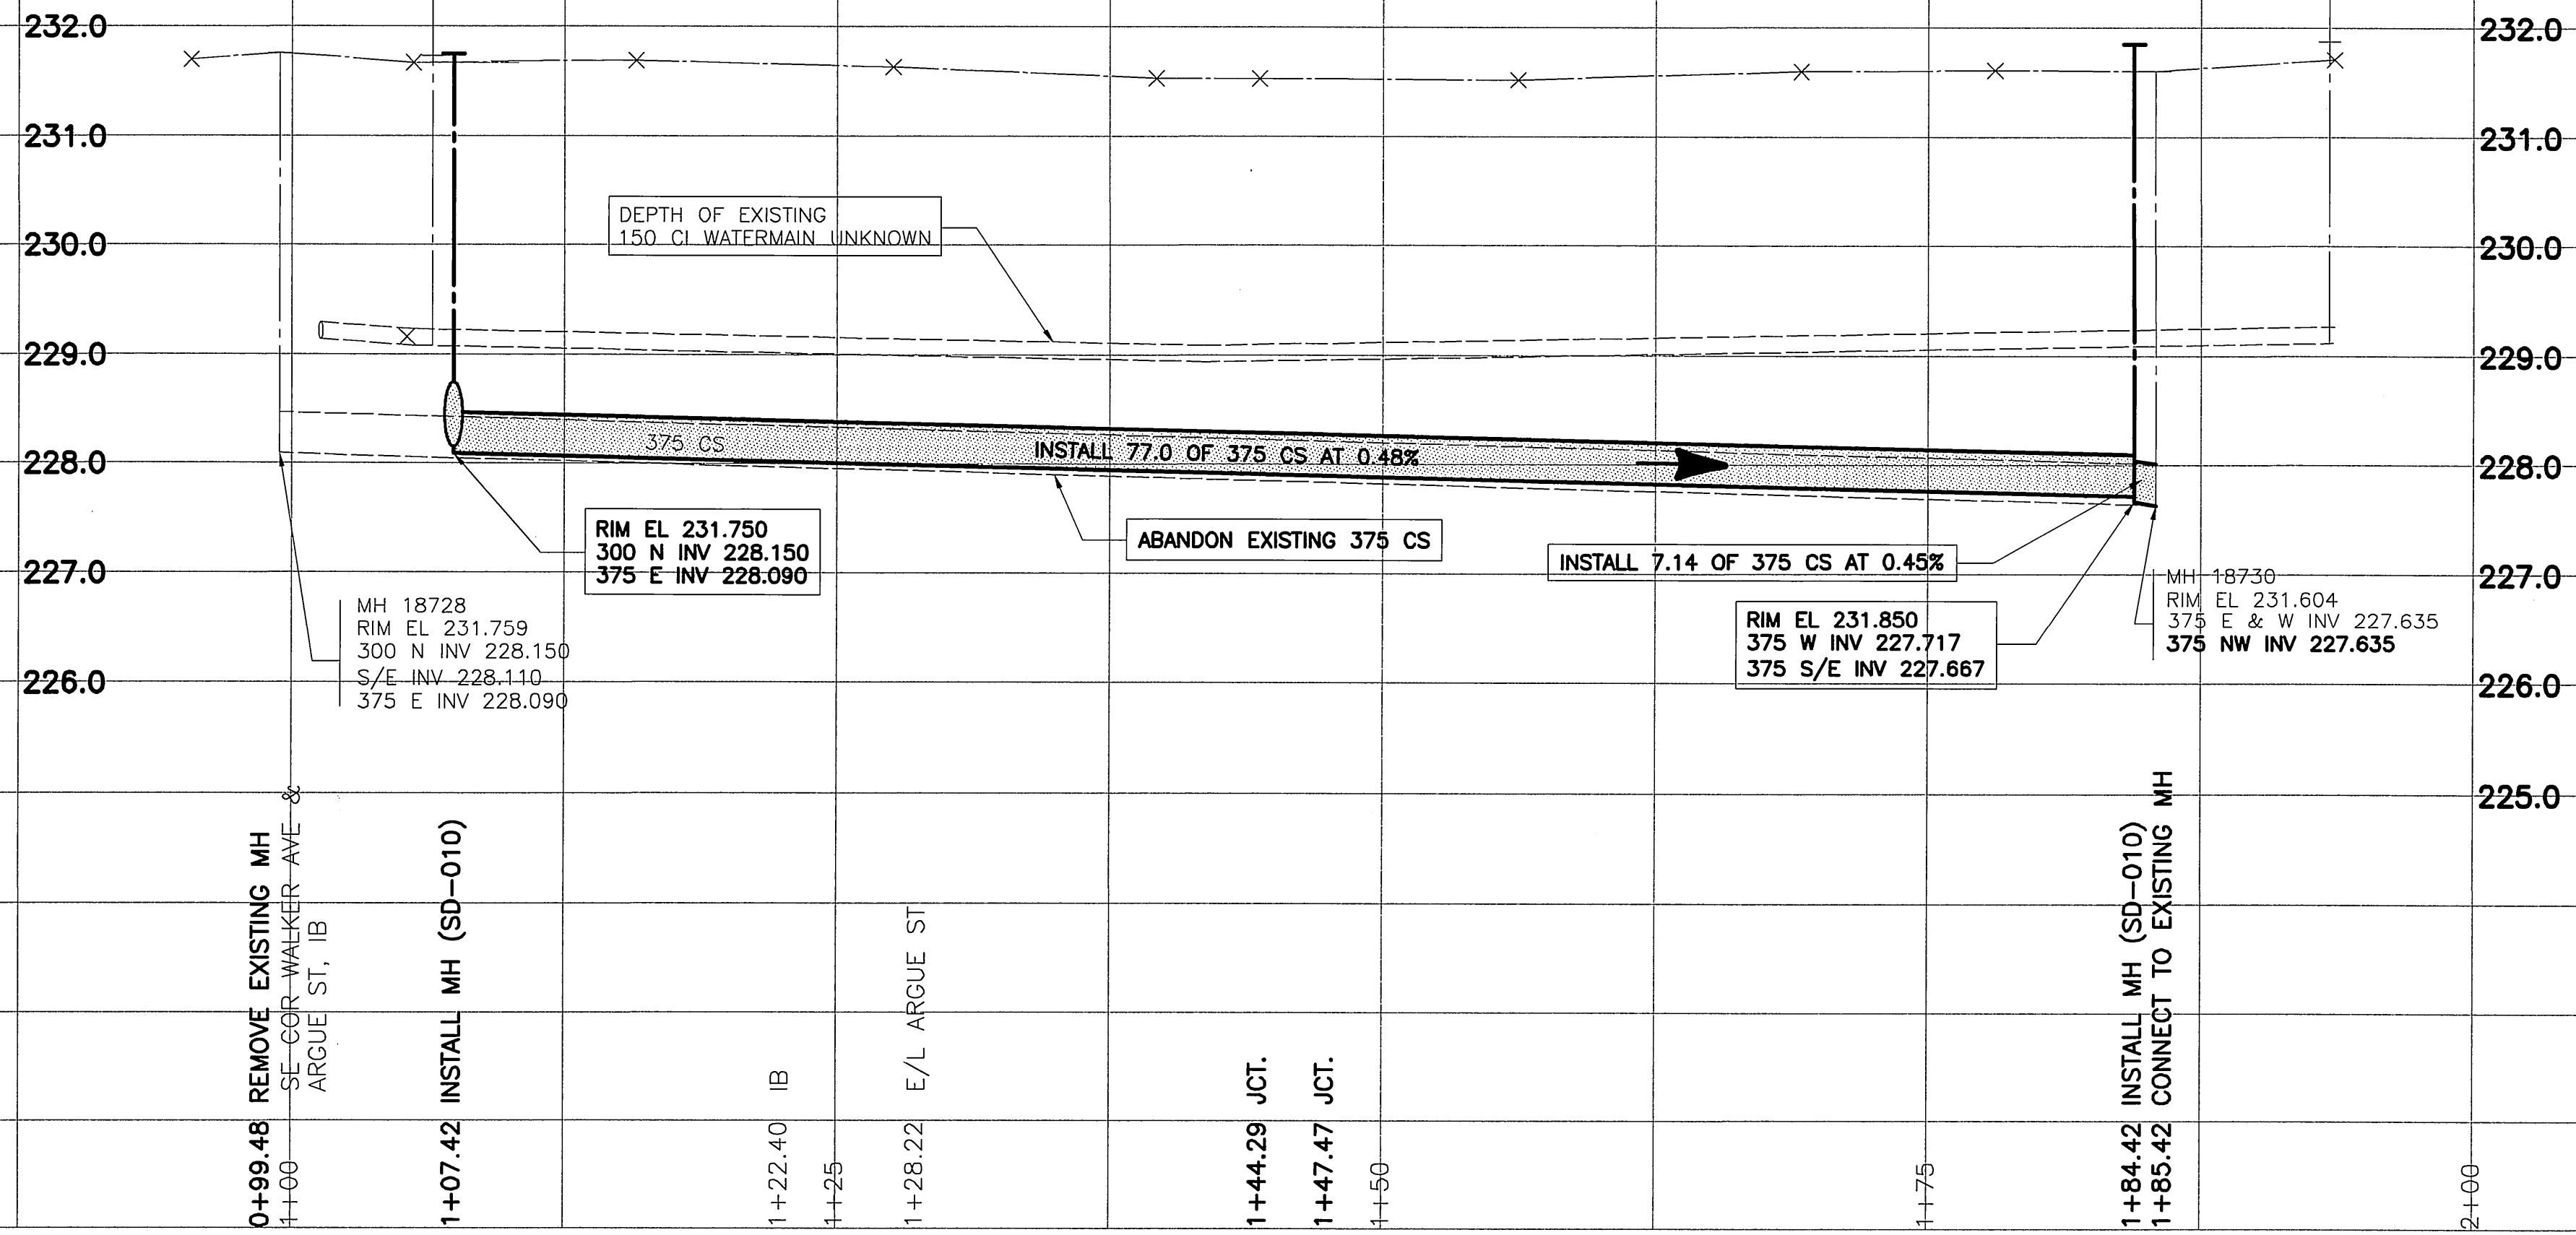 232.0
232.0
231.0
231.0
DEPTH OF EXISTING
150 CI WATERMAIN UNKNOWN
230.0
230.0
229.0
229.0
375 CS
INSTALL 77.0 OF 375 CS AT 0.48%
228.0
228.0
RIM EL 231.750
300 N INV 228.150
375 E INV 228.090
ABANDON EXISTING 375 CS
INSTALL 7.14 OF 375 CS AT 0.45%
227.0
227.0
MH 18728
RIM EL 231.759
300 N INV 228.150
S/E INV 228.110
375 E INV 228.090
RIM EL 231.850
375 W INV 227.717
375 S/E INV 227.667
MH 18730
RIM EL 231.604
375 E & W INV 227.635
375 NW INV 227.635
226.0
226.0
225.0
0+99.48 REMOVE EXISTING MH
1+00 SE COR WALKER AVE &
ARGUE ST, IB
1+07.42 INSTALL MH (SD-010)
1+22.40 IB
1+25
1+28.22 E/L ARGUE ST
1+44.29 JCT.
1+47.47 JCT.
1+50
1+75
1+84.42 INSTALL MH (SD-010)
1+85.42 CONNECT TO EXISTING MH
2+00